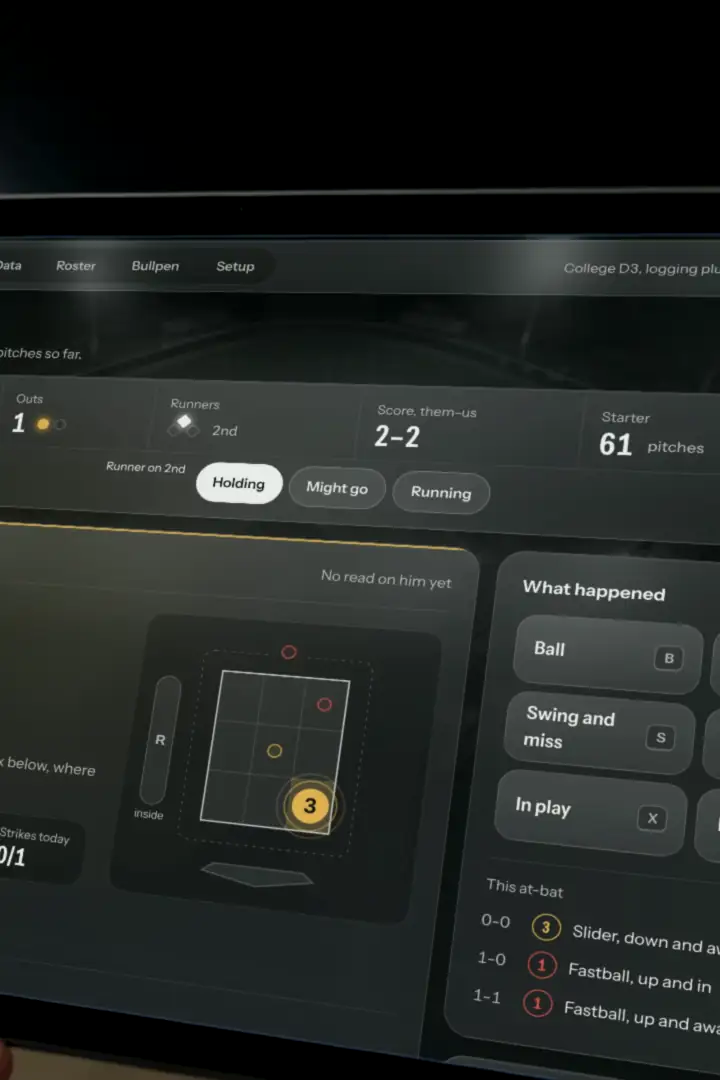 Data Roster Bullpen Setup
College D3, logging
pitches so far.
Outs
1
Runners
2nd
Score, them-us
2-2
Starter
61 pitches
Runner on 2nd Holding Might go Running
No read on him yet
R
inside
3
below, where
Strikes today
0/1
What happened
Ball B
Swing and
miss
S
In play X
This at-bat
0-0 3 Slider, down and
1-0 1 Fastball, up and in
1-1 1 Fastball, up and